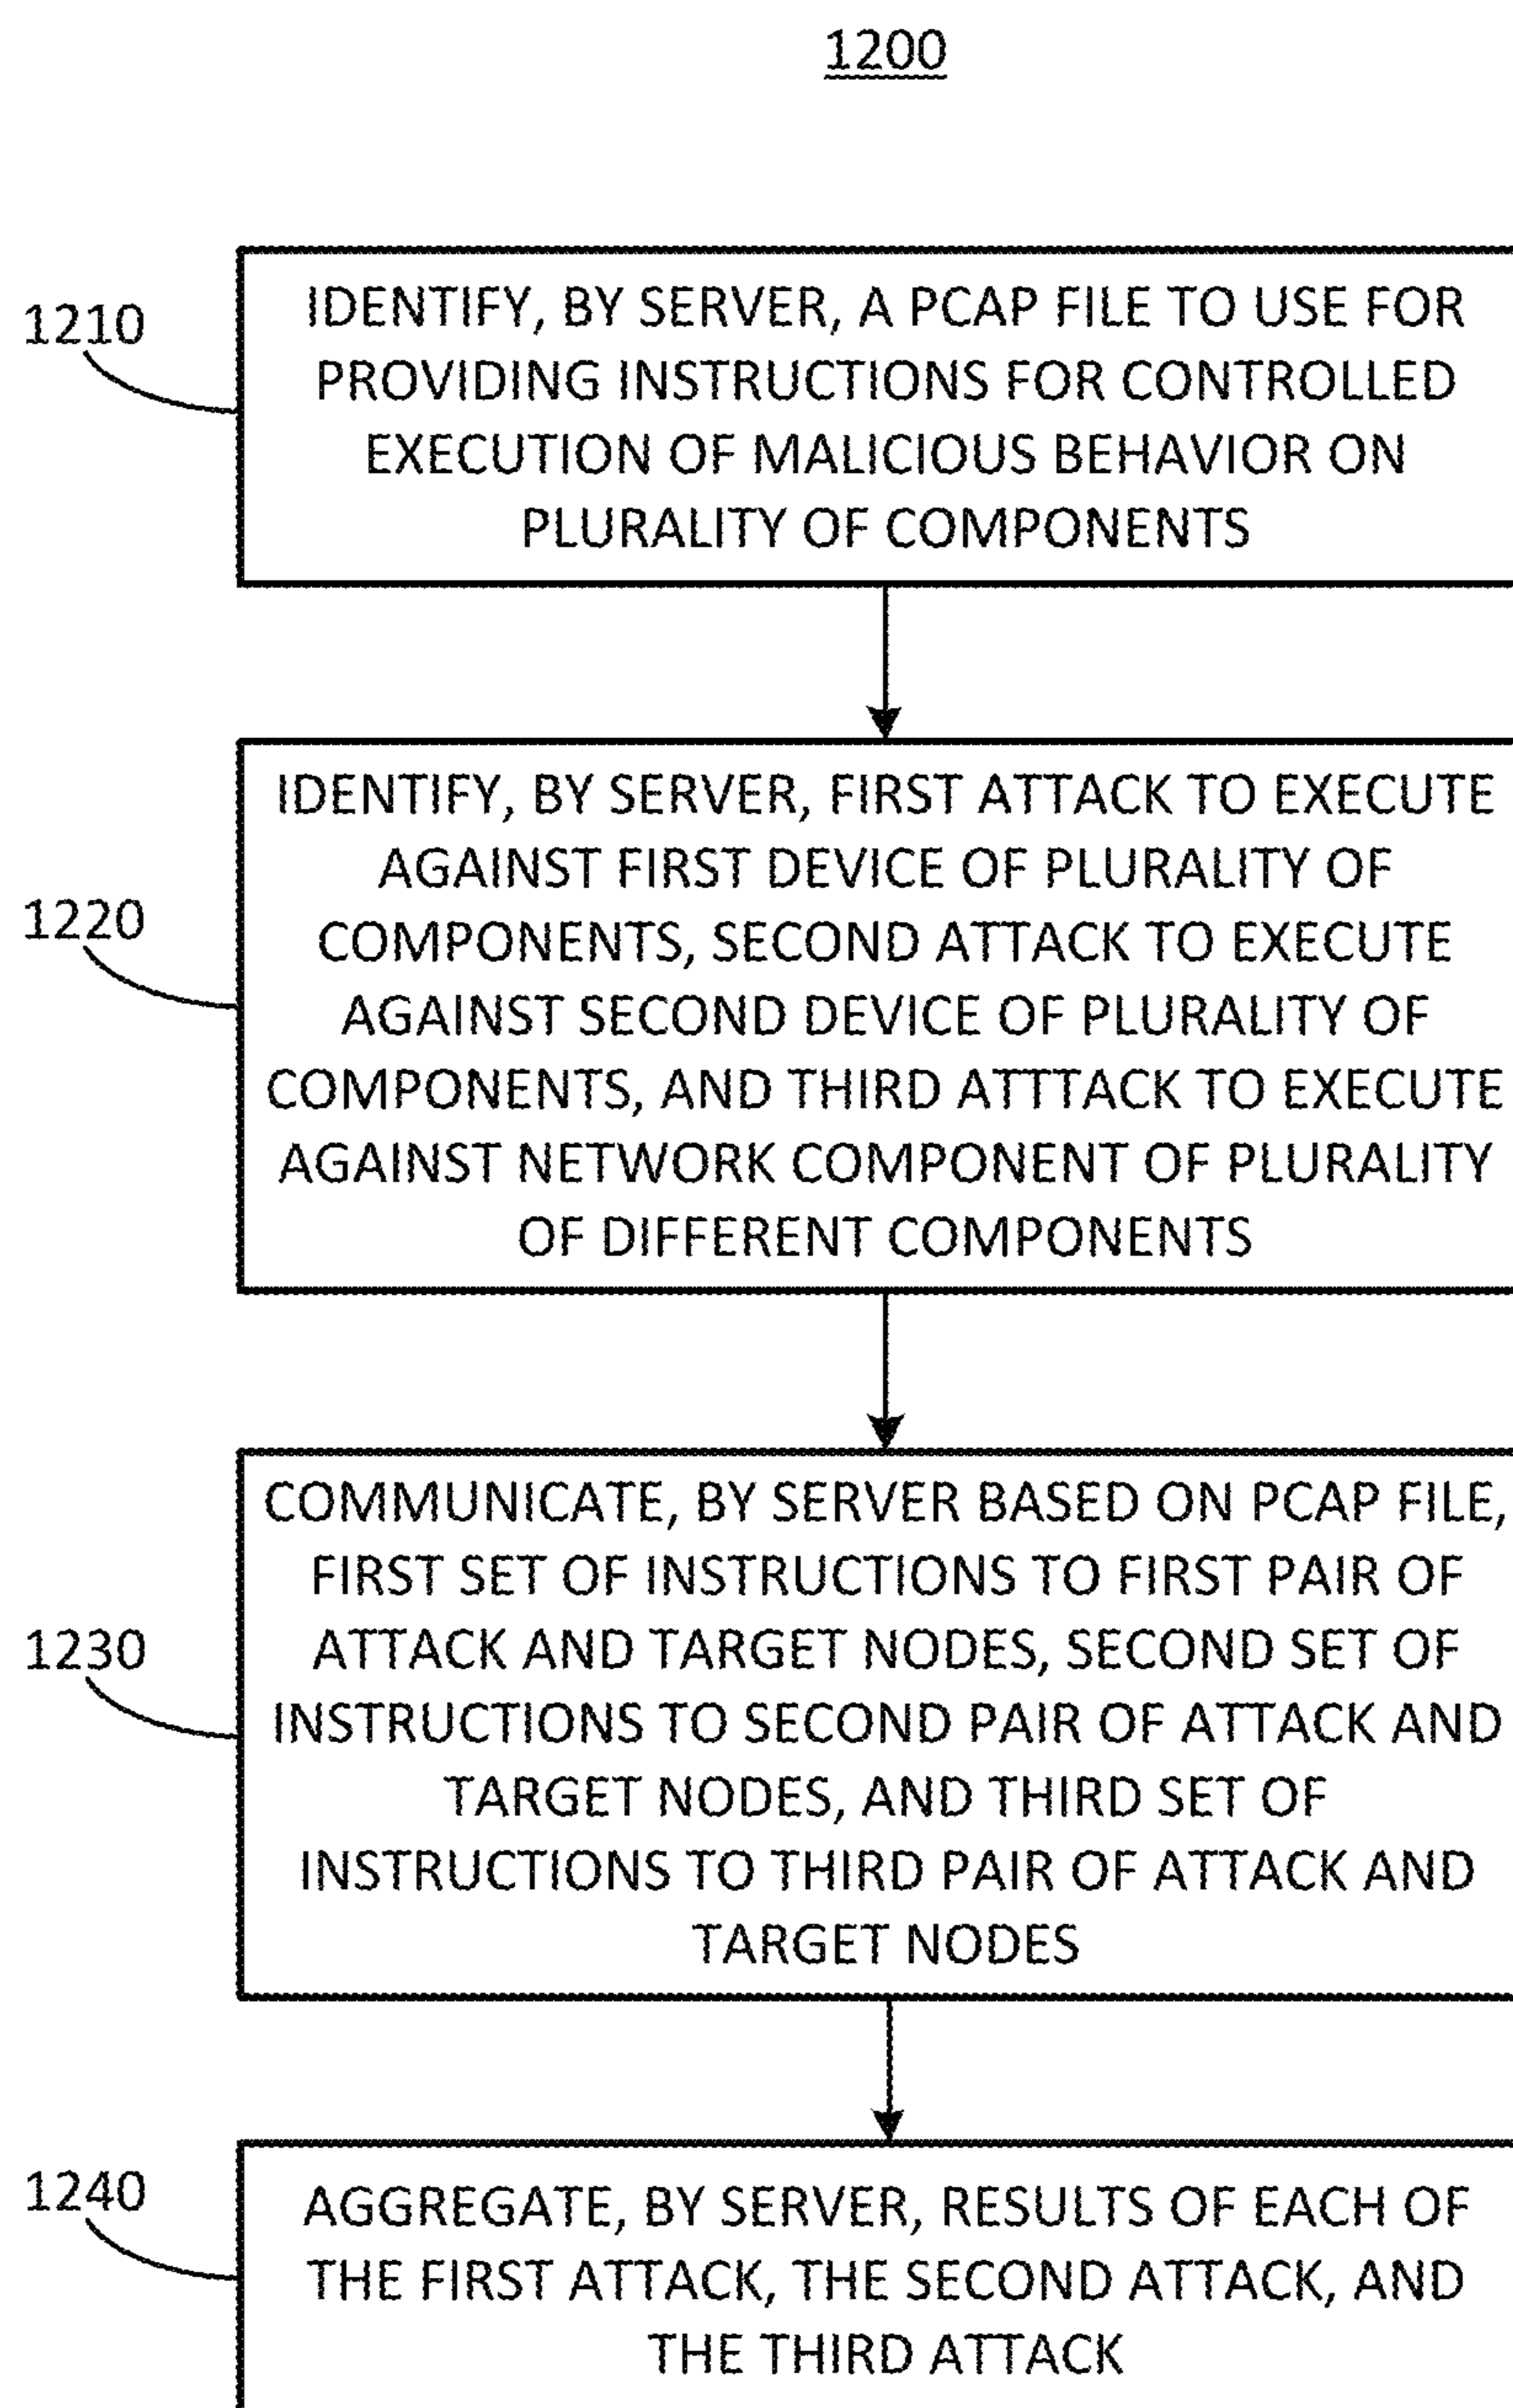 1200
1210
IDENTIFY, BY SERVER, A PCAP FILE TO USE FOR
PROVIDING INSTRUCTIONS FOR CONTROLLED
EXECUTION OF MALICIOUS BEHAVIOR ON
PLURALITY OF COMPONENTS
1220
IDENTIFY, BY SERVER, FIRST ATTACK TO EXECUTE
AGAINST FIRST DEVICE OF PLURALITY OF
COMPONENTS, SECOND ATTACK TO EXECUTE
AGAINST SECOND DEVICE OF PLURALITY OF
COMPONENTS, AND THIRD ATTTACK TO EXECUTE
AGAINST NETWORK COMPONENT OF PLURALITY
OF DIFFERENT COMPONENTS
1230
COMMUNICATE, BY SERVER BASED ON PCAP FILE,
FIRST SET OF INSTRUCTIONS TO FIRST PAIR OF
ATTACK AND TARGET NODES, SECOND SET OF
INSTRUCTIONS TO SECOND PAIR OF ATTACK AND
TARGET NODES, AND THIRD SET OF
INSTRUCTIONS TO THIRD PAIR OF ATTACK AND
TARGET NODES
1240
AGGREGATE, BY SERVER, RESULTS OF EACH OF
THE FIRST ATTACK, THE SECOND ATTACK, AND
THE THIRD ATTACK